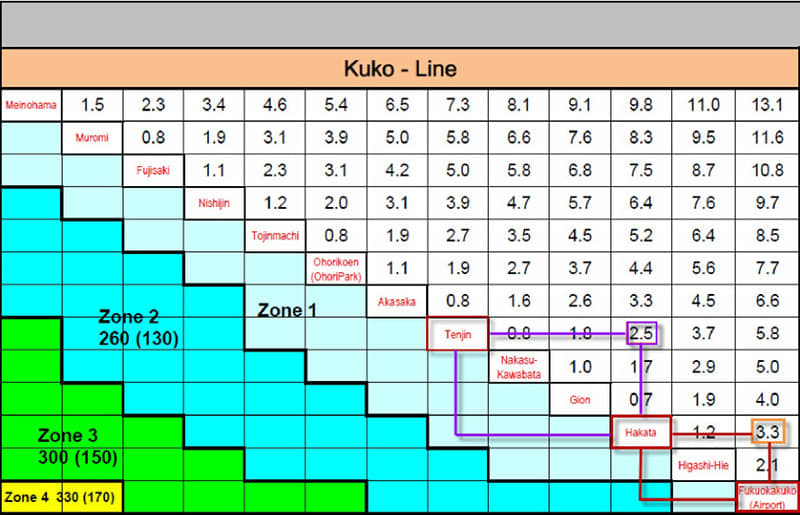 Kuko - Line
Meinohama 1.5 2.3 3.4 4.6 5.4 6.5 7.3 8.1 9.1 9.8 11.0 13.1
Muromi 0.8 1.9 3.1 3.9 5.0 5.8 6.6 7.6 8.3 9.5 11.6
Fujisaki 1.1 2.3 3.1 4.2 5.0 5.8 6.8 7.5 8.7 10.8
Nishijin 1.2 2.0 3.1 3.9 4.7 5.7 6.4 7.6 9.7
Tojinmachi 0.8 1.9 2.7 3.5 4.5 5.2 6.4 8.5
Ohorikoen
(OhoriPark) 1.1 1.9 2.7 3.7 4.4 5.6 7.7
Akasaka 0.8 1.6 2.6 3.3 4.5 6.6
Zone 1
Zone 2
260 (130)
Tenjin 0.8 1.8 2.5 3.7 5.8
Nakasu-
Kawabata 1.0 1.7 2.9 5.0
Gion 0.7 1.9 4.0
Zone 3
300 (150)
Hakata 1.2 3.3
Higashi-Hie 2.1
Zone 4 330 (170)
Fukuokakuko
(Airport)